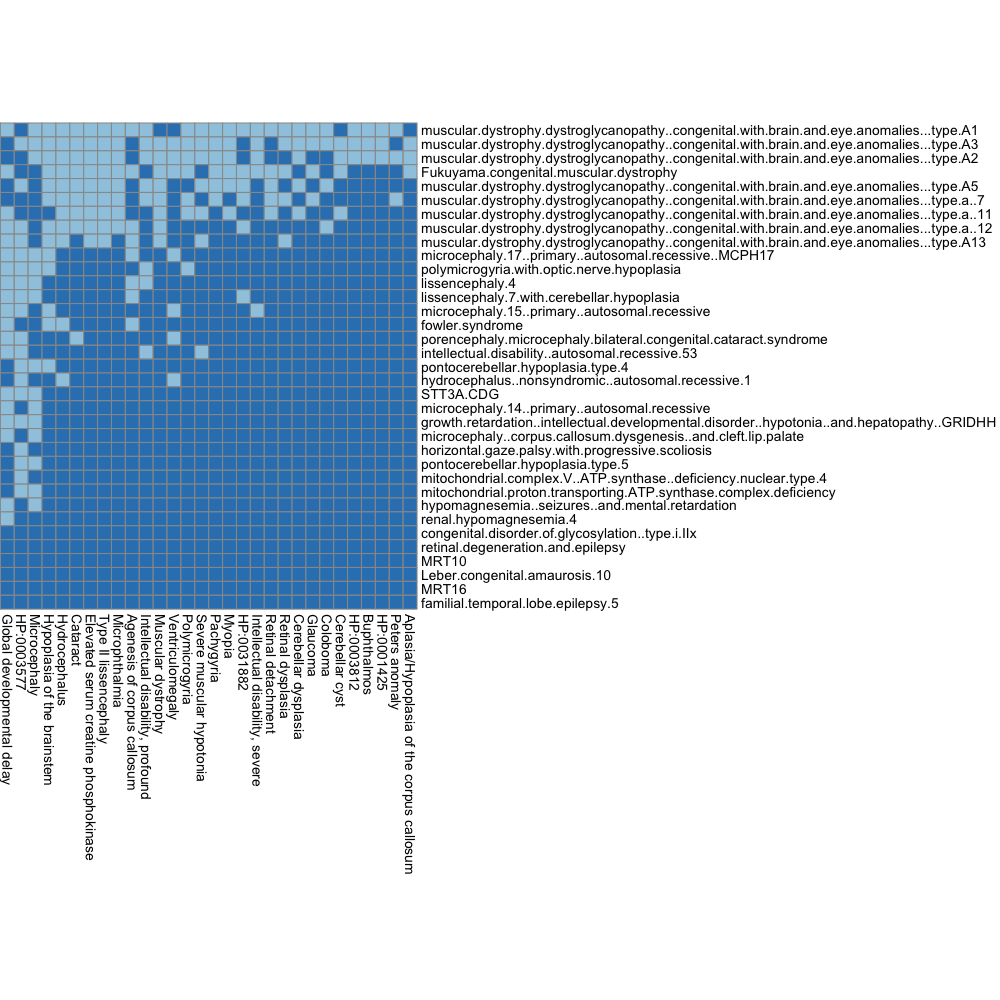 muscular.dystrophy.dystroglycanopathy..congenital.with.brain.and.eye.anomalies...type.A1
muscular.dystrophy.dystroglycanopathy..congenital.with.brain.and.eye.anomalies...type.A3
muscular.dystrophy.dystroglycanopathy..congenital.with.brain.and.eye.anomalies...type.A2
Fukuyama.congenital.muscular.dystrophy
muscular.dystrophy.dystroglycanopathy..congenital.with.brain.and.eye.anomalies...type.A5
muscular.dystrophy.dystroglycanopathy..congenital.with.brain.and.eye.anomalies...type.a..7
muscular.dystrophy.dystroglycanopathy..congenital.with.brain.and.eye.anomalies...type.a..11
muscular.dystrophy.dystroglycanopathy..congenital.with.brain.and.eye.anomalies...type.a..12
muscular.dystrophy.dystroglycanopathy..congenital.with.brain.and.eye.anomalies...type.A13
microcephaly.17..primary..autosomal.recessive..MCPH17
polymicrogyria.with.optic.nerve.hypoplasia
lissencephaly.4
lissencephaly.7.with.cerebellar.hypoplasia
microcephaly.15..primary..autosomal.recessive
fowler.syndrome
porencephaly.microcephaly.bilateral.congenital.cataract.syndrome
intellectual.disability..autosomal.recessive.53
pontocerebellar.hypoplasia.type.4
hydrocephalus..nonsyndromic..autosomal.recessive.1
STT3A.CDG
microcephaly.14..primary..autosomal.recessive
growth.retardation..intellectual.developmental.disorder..hypotonia..and.hepatopathy..GRIDHH
microcephaly..corpus.callosum.dysgenesis..and.cleft.lip.palate
horizontal.gaze.palsy.with.progressive.scoliosis
pontocerebellar.hypoplasia.type.5
mitochondrial.complex.V..ATP.synthase..deficiency.nuclear.type.4
mitochondrial.proton.transporting.ATP.synthase.complex.deficiency
hypomagnesemia..seizures..and.mental.retardation
renal.hypomagnesemia.4
congenital.disorder.of.glycosylation..type.i.IIx
retinal.degeneration.and.epilepsy
MRT10
Leber.congenital.amaurosis.10
MRT16
familial.temporal.lobe.epilepsy.5
Global developmental delay
HP:0003577
Microcephaly
Hypoplasia of the brainstem
Hydrocephalus
Cataract
Elevated serum creatine phosphokinase
Type II lissencephaly
Microphthalmia
Agenesis of corpus callosum
Intellectual disability, profound
Muscular dystrophy
Ventriculomegaly
Polymicrogyria
Severe muscular hypotonia
Pachygyria
Myopia
HP:0031882
Intellectual disability, severe
Retinal detachment
Retinal dysplasia
Cerebellar dysplasia
Glaucoma
Coloboma
Cerebellar cyst
HP:0003812
Buphthalmos
HP:0001425
Peters anomaly
Aplasia/Hypoplasia of the corpus callosum